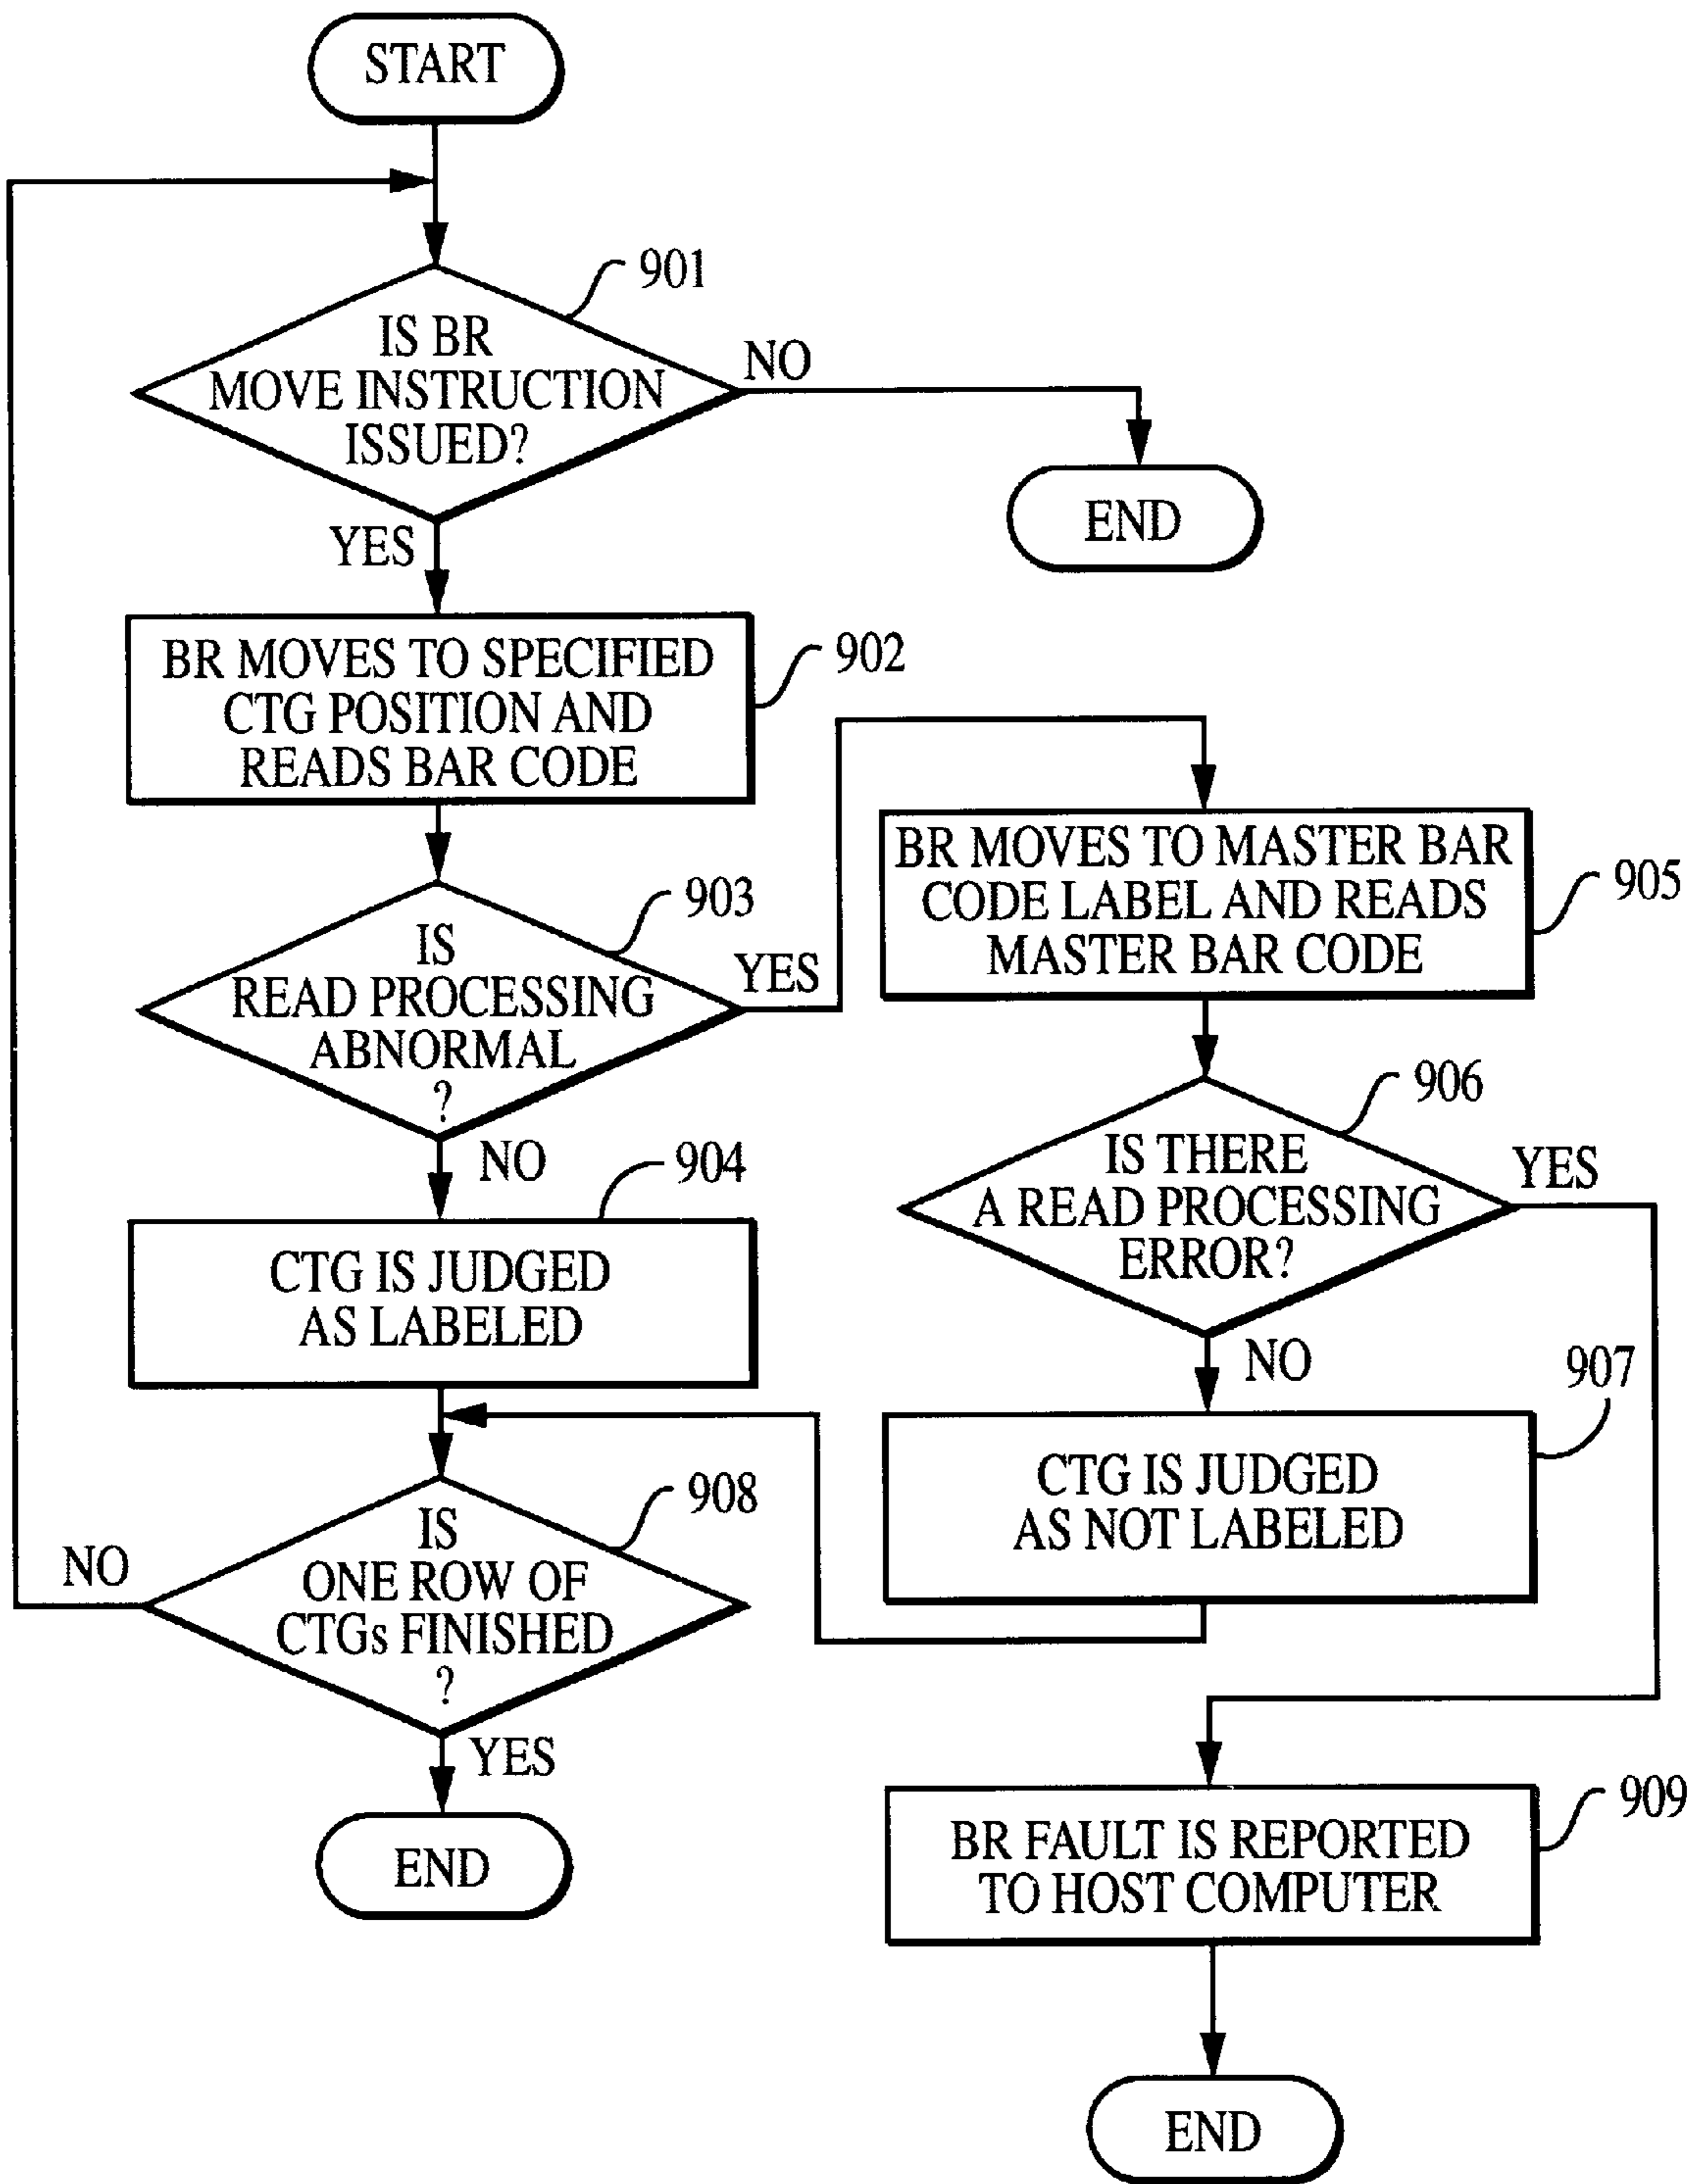 START
901
IS BR
MOVE INSTRUCTION
ISSUED?
NO
END
YES
BR MOVES TO SPECIFIED
CTG POSITION AND
READS BAR CODE
902
903
IS
READ PROCESSING
ABNORMAL
?
YES
BR MOVES TO MASTER BAR
CODE LABEL AND READS
MASTER BAR CODE
905
NO
904
CTG IS JUDGED
AS LABELED
906
IS THERE
A READ PROCESSING
ERROR?
YES
NO
907
CTG IS JUDGED
AS NOT LABELED
908
IS
ONE ROW OF
CTGs FINISHED
?
NO
YES
END
BR FAULT IS REPORTED
TO HOST COMPUTER
909
END